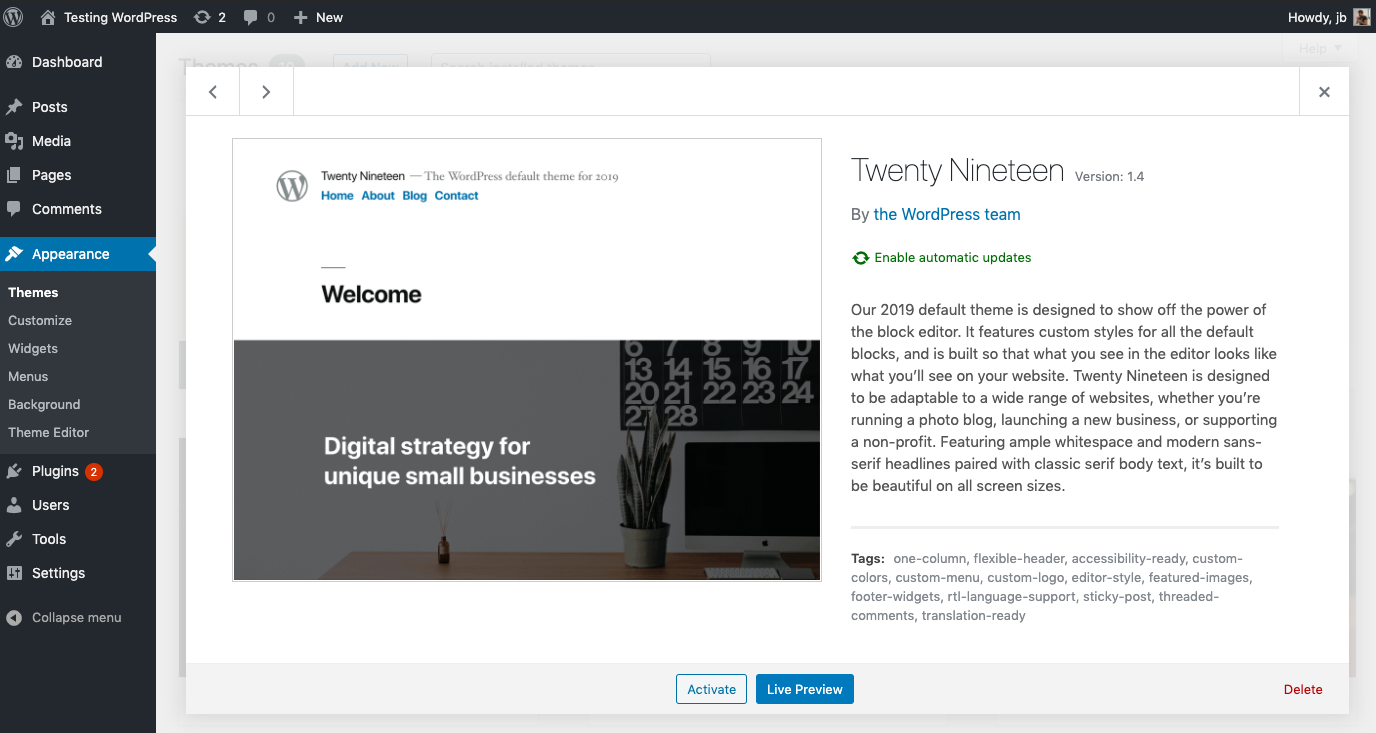 Testing WordPress
2
0
New
Howdy, jb
Dashboard
Posts
Media
Pages
Comments
Appearance
Themes
Customize
Widgets
Menus
Background
Theme Editor
Plugins 2
Users
Tools
Settings
Collapse menu
Themes
Add New
Search installed themes...
Help
Twenty Nineteen — The WordPress default theme for 2019
Home About Blog Contact
Welcome
6 7 8 9 10
13 14 15 16 17
20 21 22 23 24
27 28
Digital strategy for
unique small businesses
Twenty Nineteen Version: 1.4
By the WordPress team
Enable automatic updates
Our 2019 default theme is designed to show off the power of
the block editor. It features custom styles for all the default
blocks, and is built so that what you see in the editor looks like
what you’ll see on your website. Twenty Nineteen is designed
to be adaptable to a wide range of websites, whether you’re
running a photo blog, launching a new business, or supporting
a non-profit. Featuring ample whitespace and modern sans-
serif headlines paired with classic serif body text, it’s built to
be beautiful on all screen sizes.
Tags: one-column, flexible-header, accessibility-ready, custom-
colors, custom-menu, custom-logo, editor-style, featured-images,
footer-widgets, rtl-language-support, sticky-post, threaded-
comments, translation-ready
Activate
Live Preview
Delete